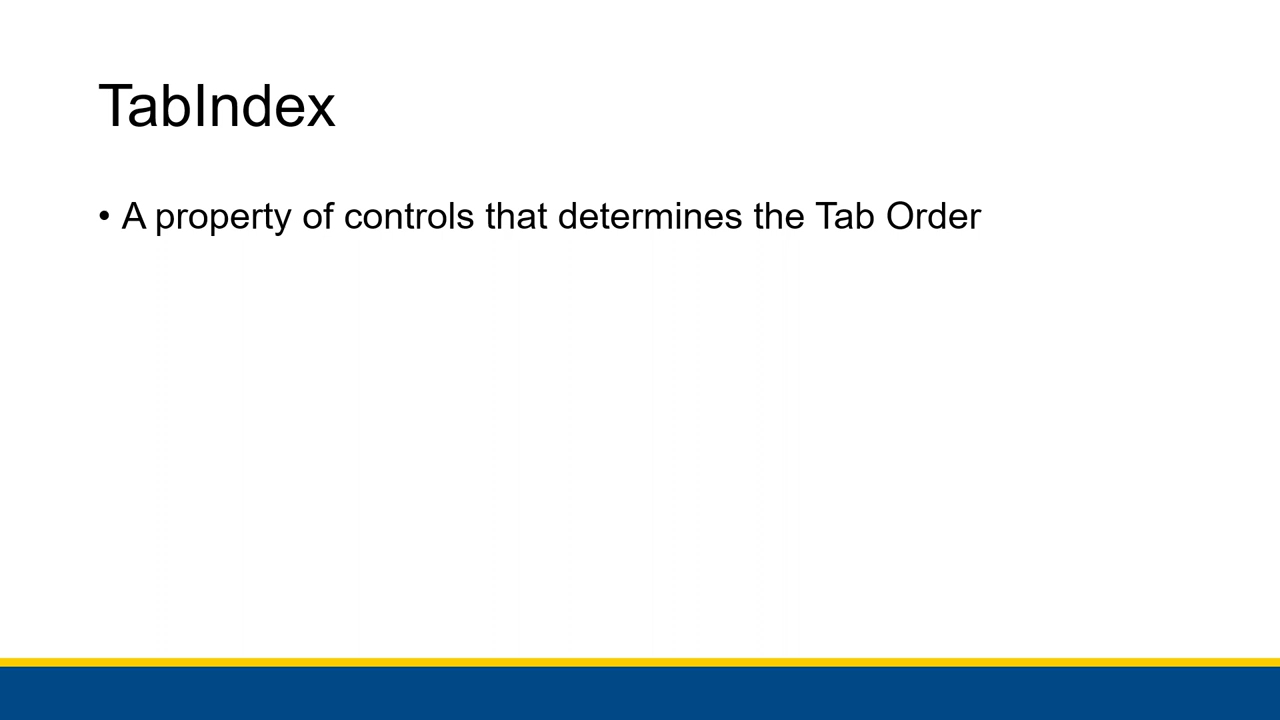 TabIndex
• A property of controls that determines the Tab Order